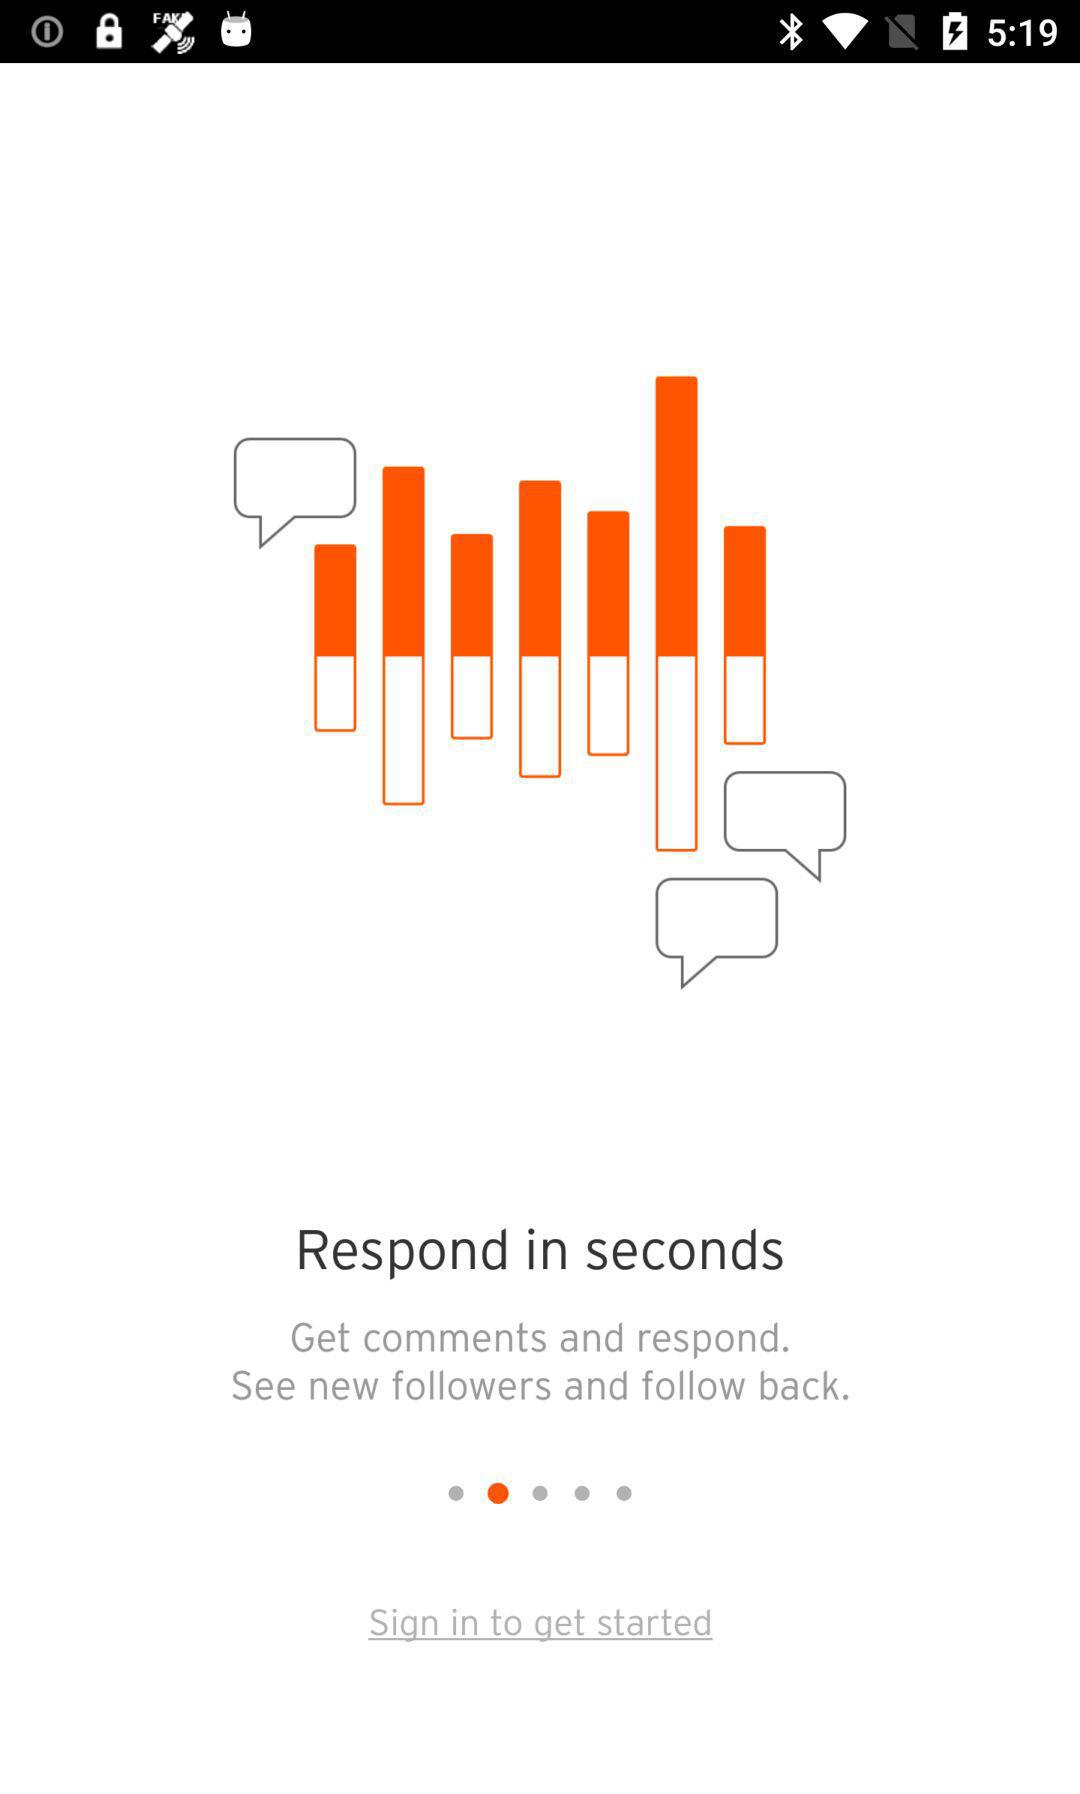 FAKE
5:19
Respond in seconds
Get comments and respond.
See new followers and follow back.
Sign in to get started